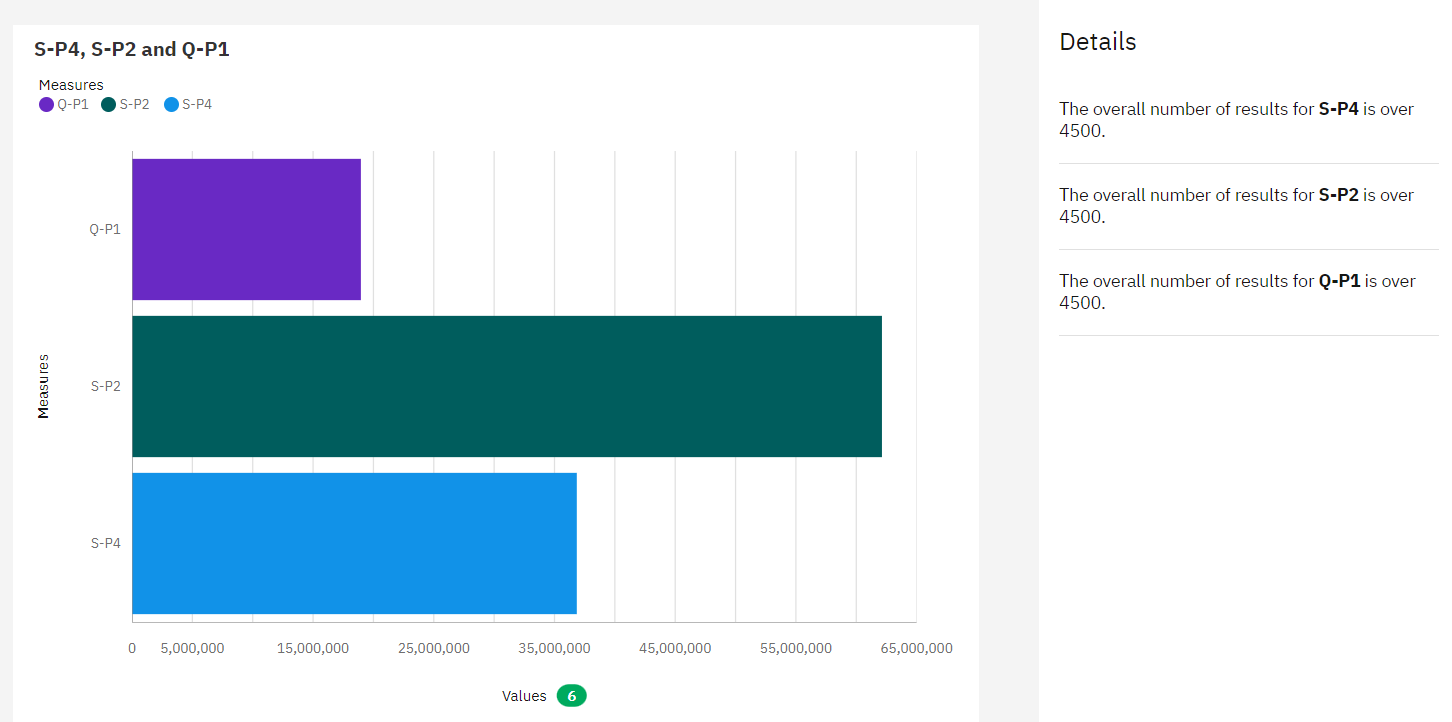 S-P4, S-P2 and Q-P1
Measures
Q-P1 S-P2 S-P4
Q-P1
S-P2
S-P4
Measures
0 5,000,000 15,000,000 25,000,000 35,000,000 45,000,000 55,000,000 65,000,000
Values 6
Details
The overall number of results for S-P4 is over
4500.
The overall number of results for S-P2 is over
4500.
The overall number of results for Q-P1 is over
4500.